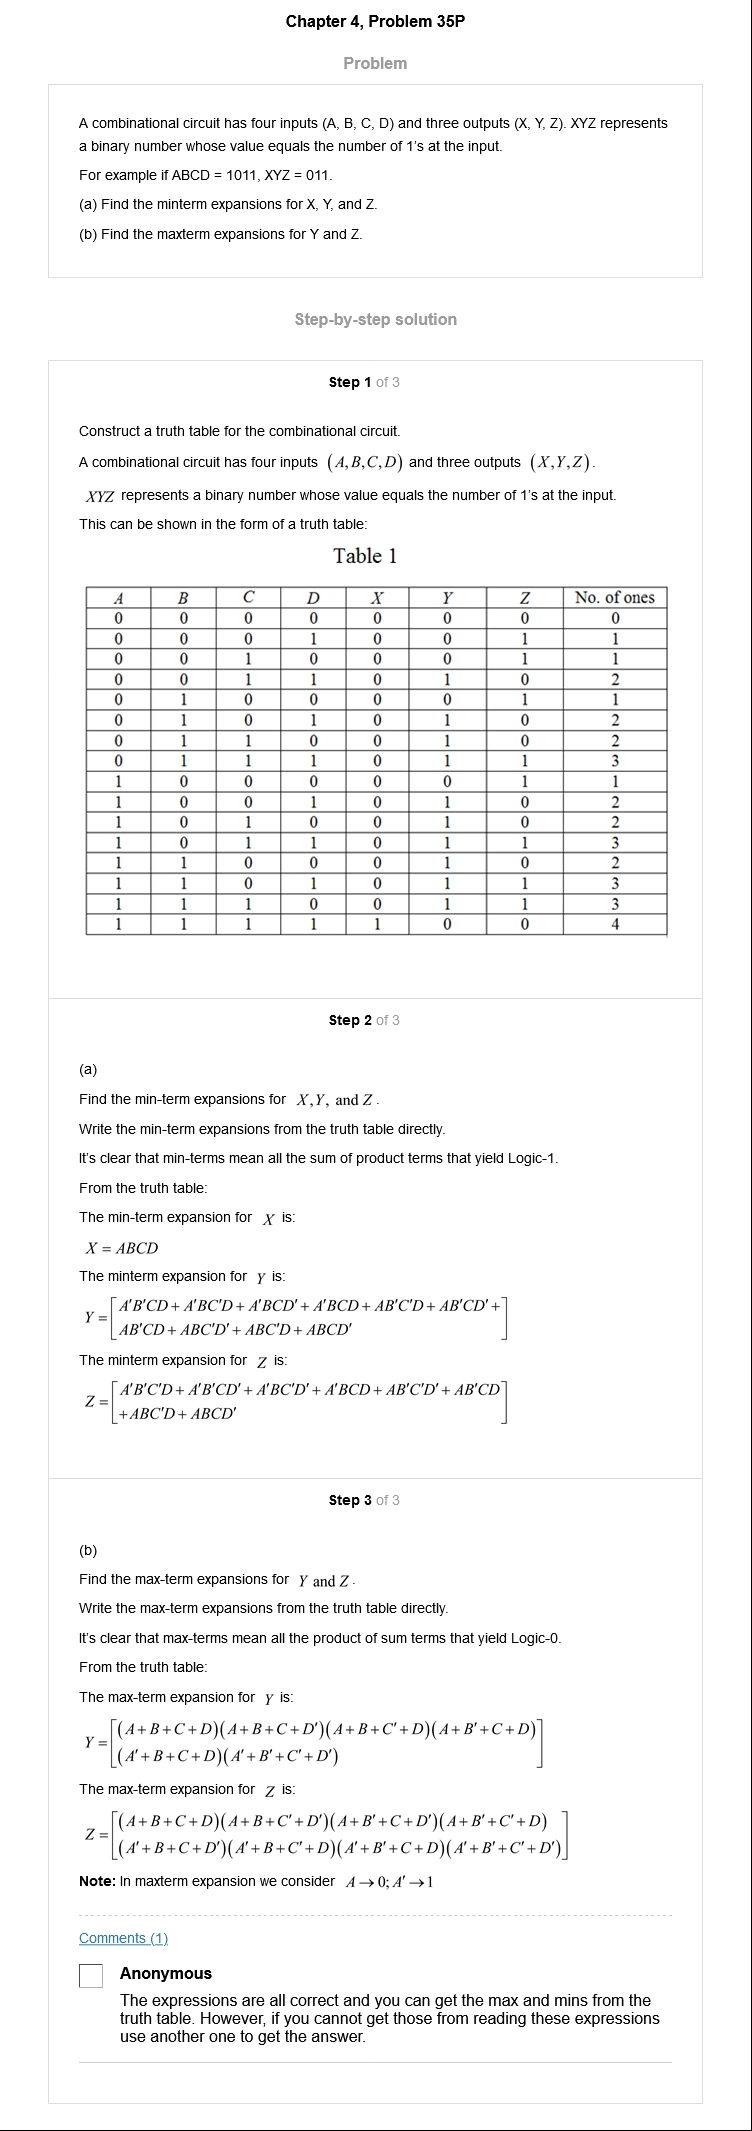 Chapter 4, Problem 35P
Problem
A combinational circuit has four inputs (A, B, C, D) and three outputs (X, Y, Z). XYZ represents
a binary number whose value equals the number of 1's at the input.
For example if ABCD = 1011, XYZ = 011.
(a) Find the minterm expansions for X, Y, and Z.
(b) Find the maxterm expansions for Y and Z.
Step-by-step solution
Step 1 of 3
Construct a truth table for the combinational circuit.
A combinational circuit has four inputs (A,B,C,D) and three outputs (X,Y,Z).
XYZ represents a binary number whose value equals the number of 1's at the input.
This can be shown in the form of a truth table:
Table 1
A B C D X Y Z No. of ones
0 0 0 0 0 0 0 0
0 0 0 1 0 0 1 1
0 0 1 0 0 0 1 1
0 0 1 1 0 1 0 2
0 1 0 0 0 0 1 1
0 1 0 1 0 1 0 2
0 1 1 0 0 1 0 2
0 1 1 1 0 1 1 3
1 0 0 0 0 0 1 1
1 0 0 1 0 1 0 2
1 0 1 0 0 1 0 2
1 0 1 1 0 1 1 3
1 1 0 0 0 1 0 2
1 1 0 1 0 1 1 3
1 1 1 0 0 1 1 3
1 1 1 1 1 0 0 4
Step 2 of 3
(a)
Find the min-term expansions for X,Y, and Z.
Write the min-term expansions from the truth table directly.
It's clear that min-terms mean all the sum of product terms that yield Logic-1.
From the truth table:
The min-term expansion for X is:
X = ABCD
The minterm expansion for Y is:
Y = [A'B'CD + A'BC'D + A'BCD' + A'BCD + AB'C'D + AB'CD' +
AB'CD + ABC'D' + ABC'D + ABCD']
The minterm expansion for Z is:
Z = [A'B'C'D + A'B'CD' + A'BC'D' + A'BCD + AB'C'D' + AB'CD
+ABC'D + ABCD']
Step 3 of 3
(b)
Find the max-term expansions for Y and Z.
Write the max-term expansions from the truth table directly.
It's clear that max-terms mean all the product of sum terms that yield Logic-0.
From the truth table:
The max-term expansion for Y is:
Y = [(A+B+C+D)(A+B+C+D')(A+B+C'+D)(A+B'+C+D)
(A'+B+C+D)(A'+B'+C'+D')]
The max-term expansion for Z is:
Z = [(A+B+C+D)(A+B+C'+D')(A+B'+C+D')(A+B'+C'+D)
(A'+B+C+D')(A'+B+C'+D)(A'+B'+C+D)(A'+B'+C'+D')]
Note: In maxterm expansion we consider A→0; A'→1
Comments (1)
Anonymous
The expressions are all correct and you can get the max and mins from the
truth table. However, if you cannot get those from reading these expressions
use another one to get the answer.